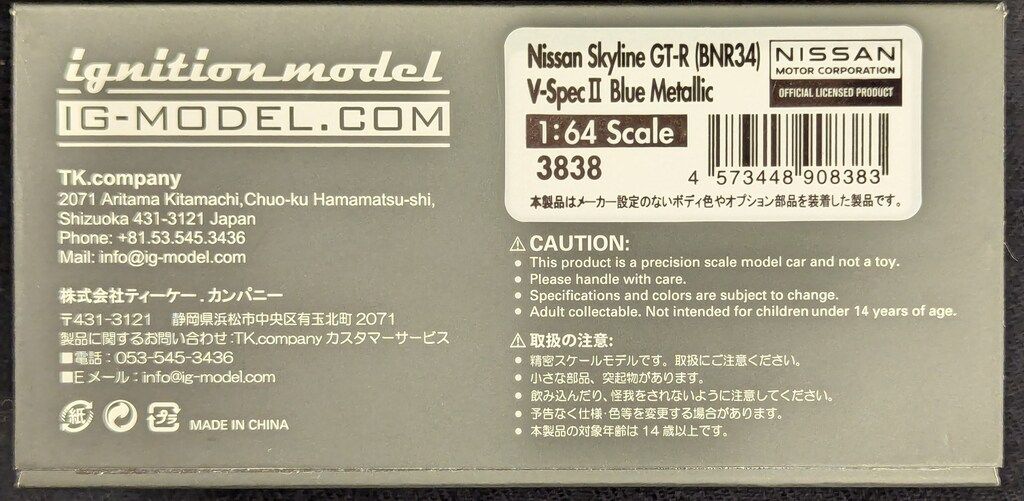 ignition model
IG-MODEL.COM
TK.company
2071 Aritama Kitamachi,Chuo-ku Hamamatsu-shi,
Shizuoka 431-3121 Japan
Phone: +81.53.545.3436
Mail: info@ig-model.com
株式会社ティーケー . カンパニー
〒431-3121 静岡県浜松市中央区有玉北町 2071
製品に関するお問い合わせ:TK.company カスタマーサービス
■電話 : 053-545-3436
■E メール : info@ig-model.com
紙 プラ MADE IN CHINA
Nissan Skyline GT-R (BNR34)
V-Spec II Blue Metallic
NISSAN
MOTOR CORPORATION
OFFICIAL LICENSED PRODUCT
1:64 Scale
3838
4 573448 908383
本製品はメーカー設定のないボディ色やオプション部品を装着した製品です。
⚠ CAUTION:
• This product is a precision scale model car and not a toy.
• Please handle with care.
• Specifications and colors are subject to change.
• Adult collectable. Not intended for children under 14 years of age.
⚠ 取扱の注意:
• 精密スケールモデルです。取扱にご注意ください。
• 小さな部品、突起物があります。
• 飲み込んだり、怪我をされないように注意してください。
• 予告なく仕様・色等を変更する場合があります。
• 本製品の対象年齢は 14 歳以上です。